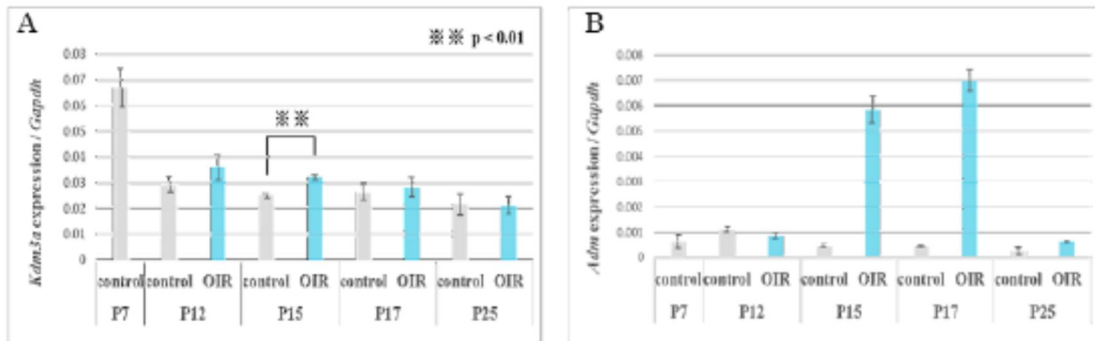 A
※※ p < 0.01
0.08
0.07
0.06
0.05
0.04
0.03
0.02
0.01
0
Kdm3a expression / Gapdh
※※
control control OIR control OIR control OIR control OIR
P7 P12 P15 P17 P25
B
0.008
0.007
0.006
0.005
0.004
0.003
0.002
0.001
0
Adm expression / Gapdh
control control OIR control OIR control OIR control OIR
P7 P12 P15 P17 P25